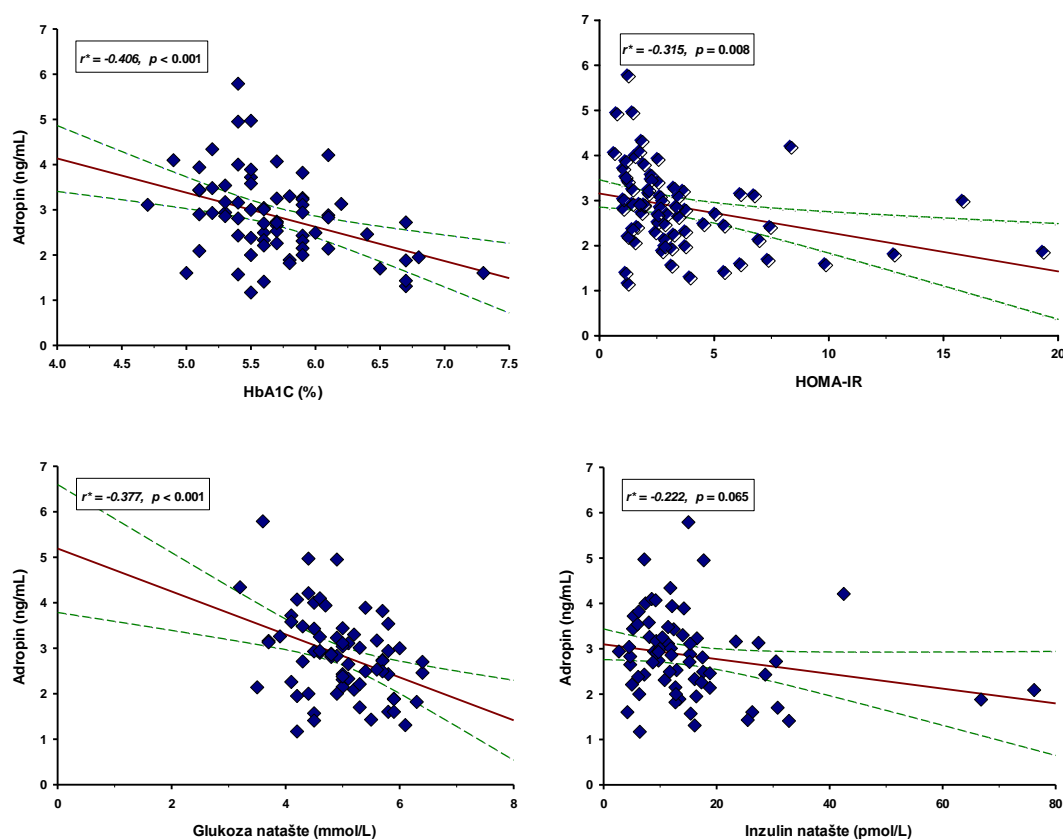 r* = -0.406, p < 0.001
Adropin (ng/mL)
7
6
5
4
3
2
1
0
4.0 4.5 5.0 5.5 6.0 6.5 7.0 7.5
HbA1C (%)
r* = -0.315, p = 0.008
Adropin (ng/mL)
7
6
5
4
3
2
1
0
0 5 10 15 20
HOMA-IR
r* = -0.377, p < 0.001
Adropin (ng/mL)
7
6
5
4
3
2
1
0
0 2 4 6 8
Glukoza natašte (mmol/L)
r* = -0.222, p = 0.065
Adropin (ng/mL)
7
6
5
4
3
2
1
0
0 20 40 60 80
Inzulin natašte (pmol/L)